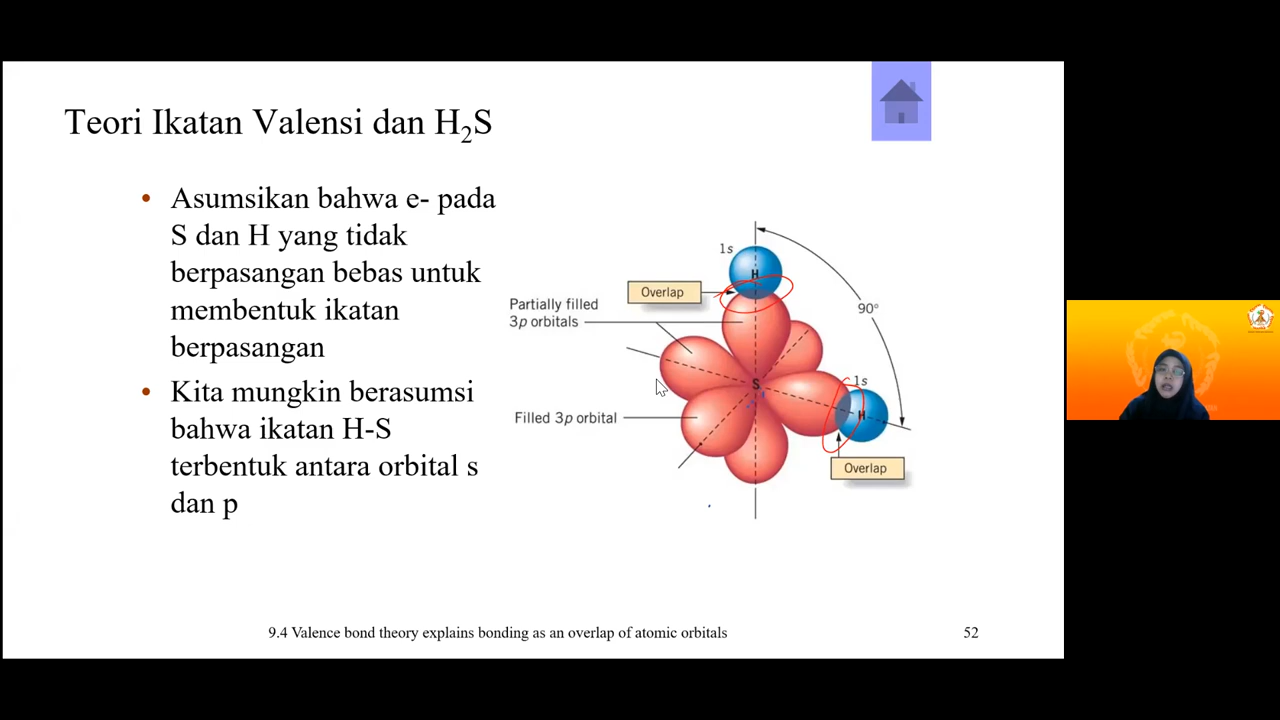 Teori Ikatan Valensi dan H₂S
• Asumsikan bahwa e- pada
S dan H yang tidak
berpasangan bebas untuk
membentuk ikatan
berpasangan
• Kita mungkin berasumsi
bahwa ikatan H-S
terbentuk antara orbital s
dan p
1s
H
Overlap
Partially filled
3p orbitals
90°
S
1s
H
Filled 3p orbital
Overlap
9.4 Valence bond theory explains bonding as an overlap of atomic orbitals
52